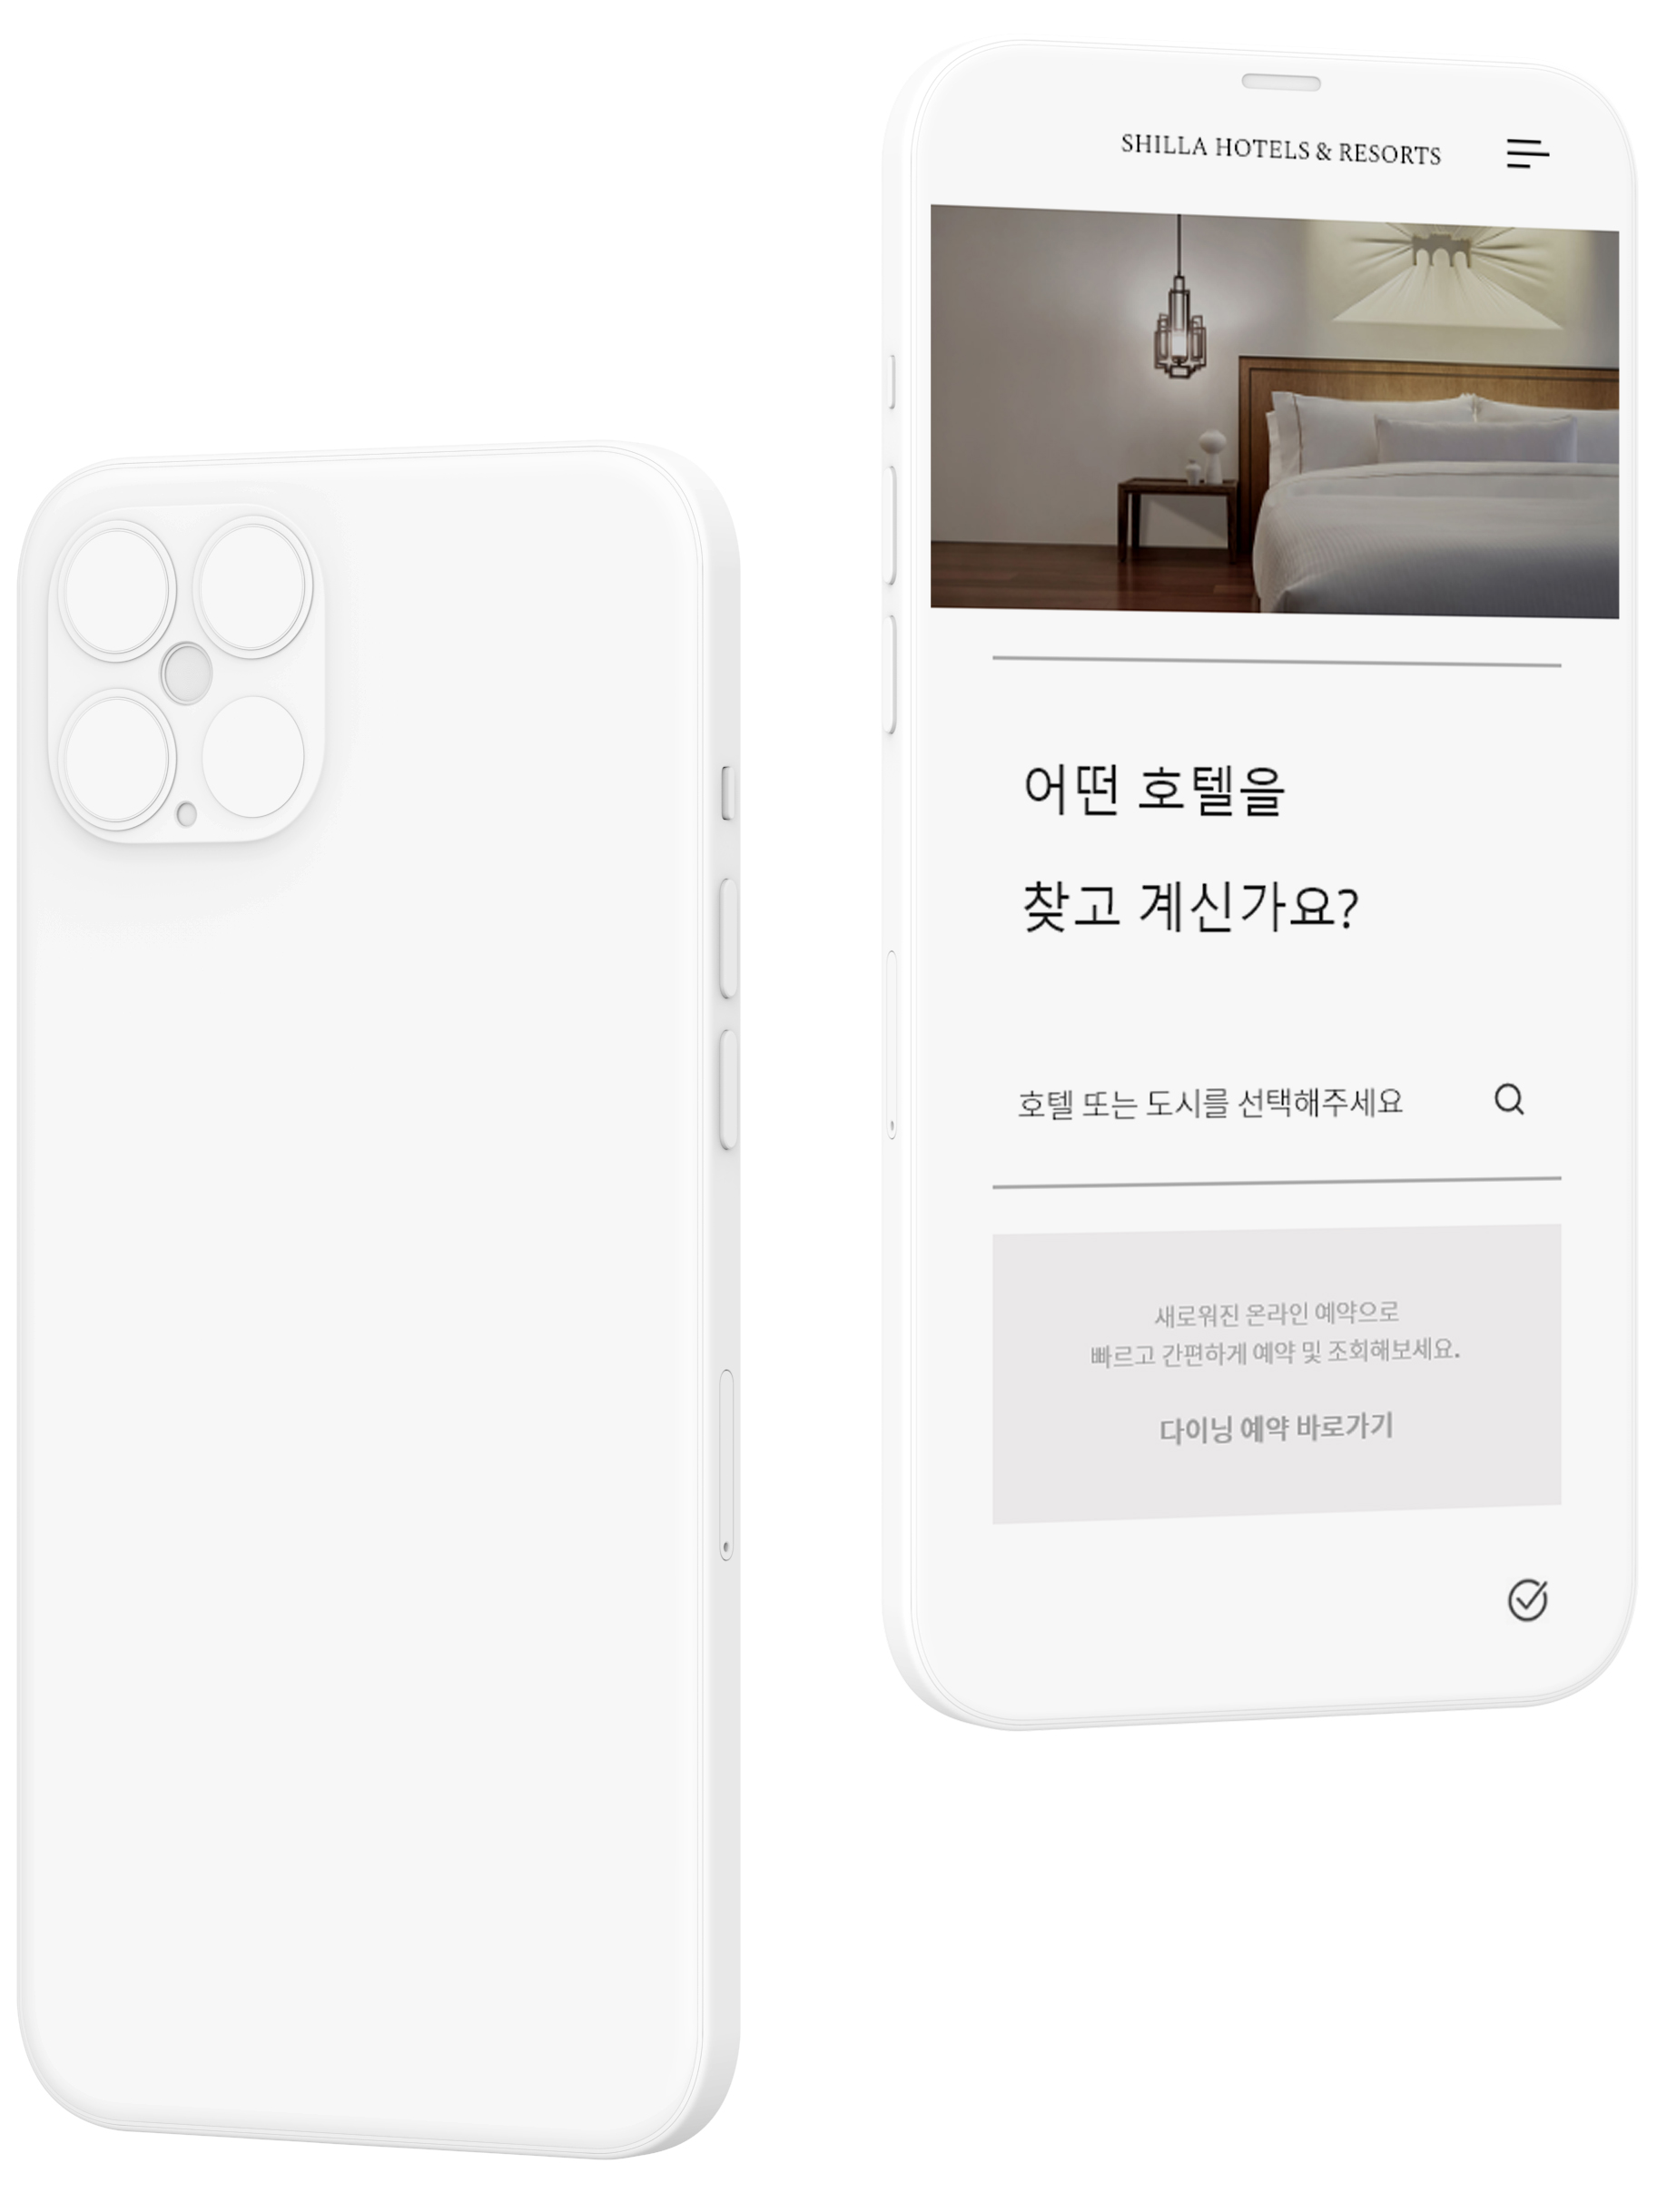 SHILLA HOTELS & RESORTS
어떤 호텔을
찾고 계신가요?
호텔 또는 도시를 선택해주세요
새로워진 온라인 예약으로
빠르고 간편하게 예약 및 조회해보세요.
다이닝 예약 바로가기